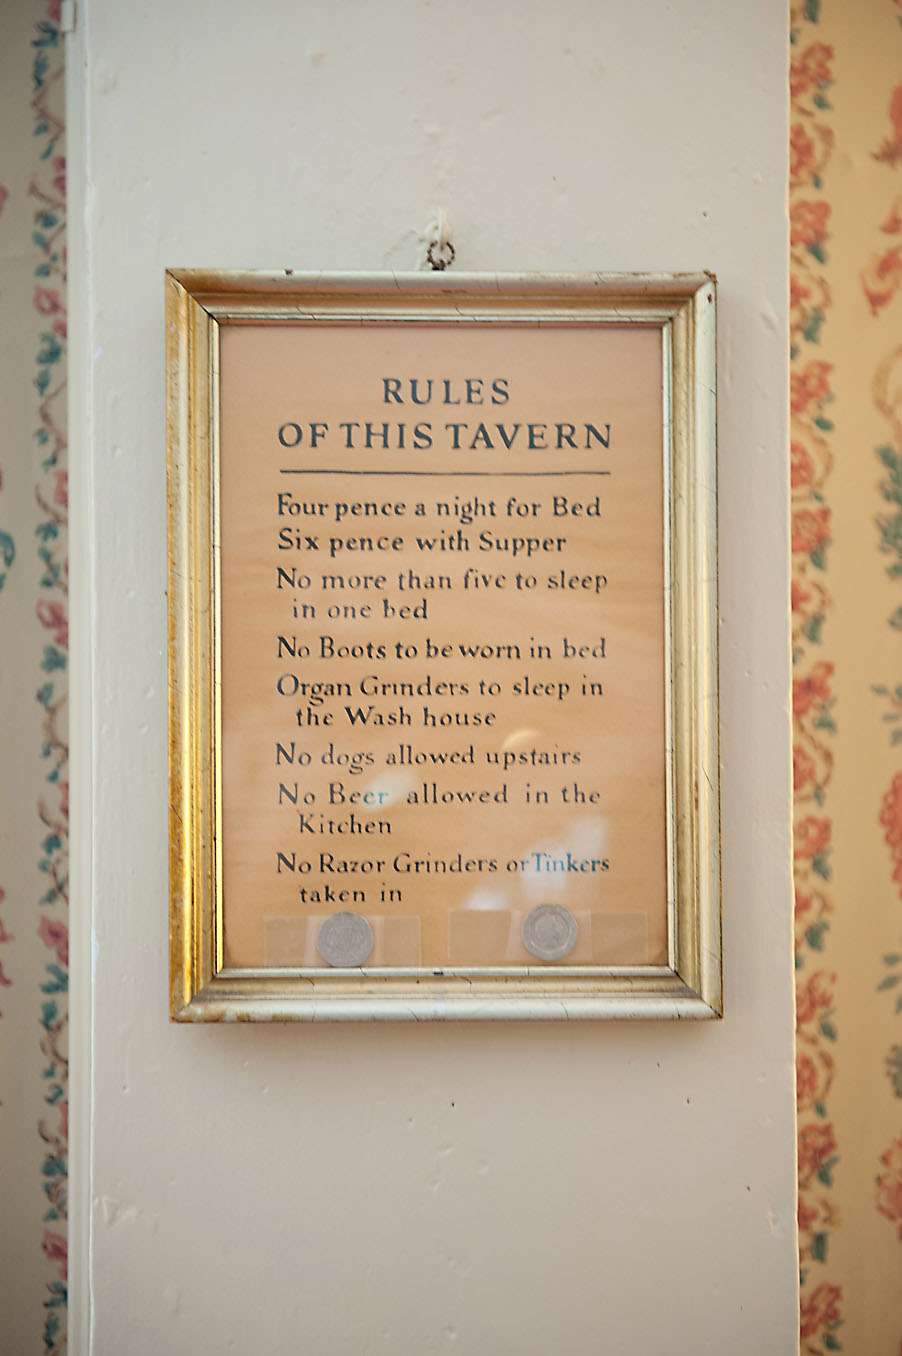 RULES
OF THIS TAVERN
Four pence a night for Bed
Six pence with Supper
No more than five to sleep
in one bed
No Boots to be worn in bed
Organ Grinders to sleep in
the Wash house
No dogs allowed upstairs
No Beer allowed in the
Kitchen
No Razor Grinders or Tinkers
taken in